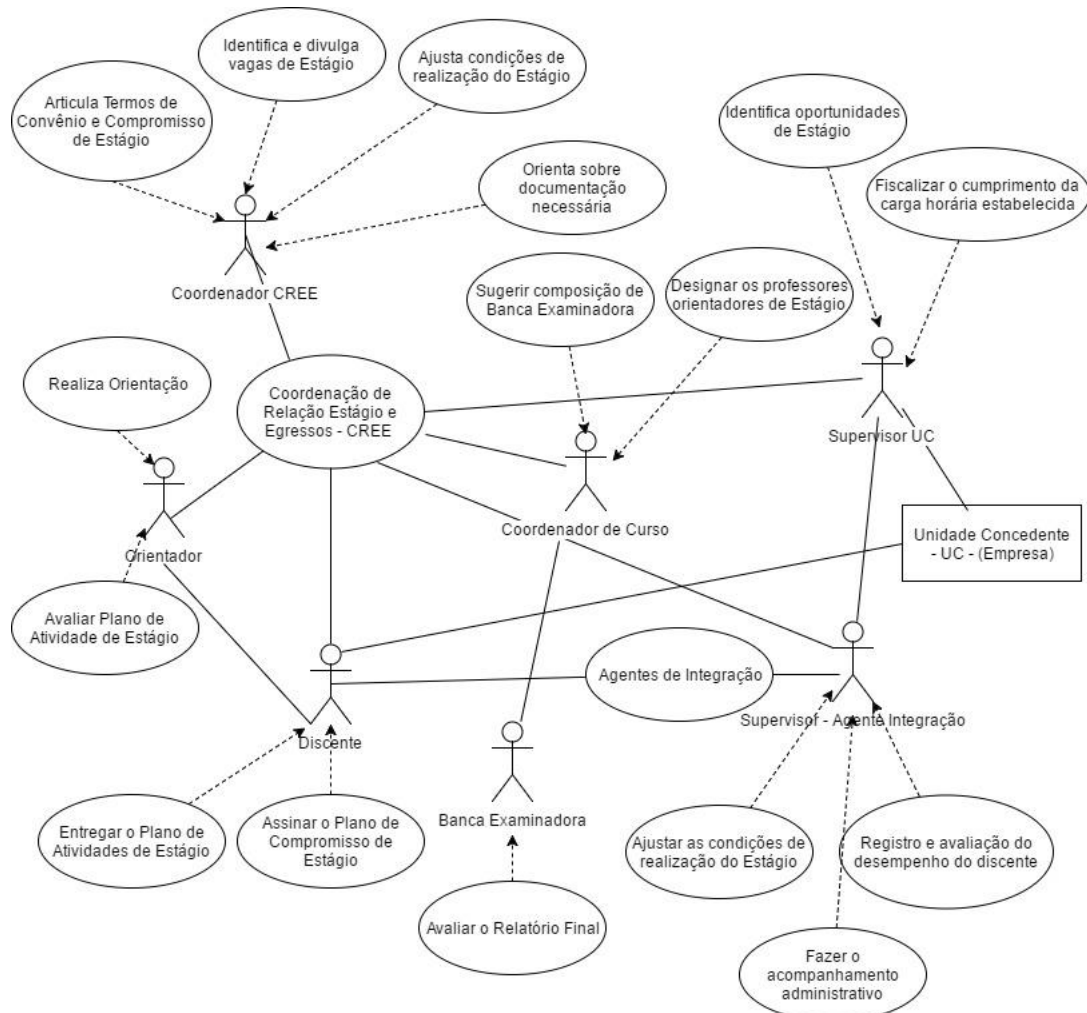 Identifica e divulga
vagas de Estágio
Ajusta condições de
realização do Estágio
Articula Termos de
Convênio e Compromisso
de Estágio
Identifica oportunidades
de Estágio
Orienta sobre
documentação
necessária
Fiscalizar o cumprimento da
carga horária estabelecida
Coordenador CREE
Sugerir composição de
Banca Examinadora
Designar os professores
orientadores de Estágio
Realiza Orientação
Coordenação de
Relação Estágio e
Egressos - CREE
Supervisor UC
Coordenador de Curso
Unidade Concedente
- UC - (Empresa)
Orientador
Avaliar Plano de
Atividade de Estágio
Agentes de Integração
Supervisor - Agente Integração
Discente
Entregar o Plano de
Atividades de Estágio
Assinar o Plano de
Compromisso de
Estágio
Banca Examinadora
Ajustar as condições de
realização do Estágio
Registro e avaliação do
desempenho do discente
Avaliar o Relatório Final
Fazer o
acompanhamento
administrativo